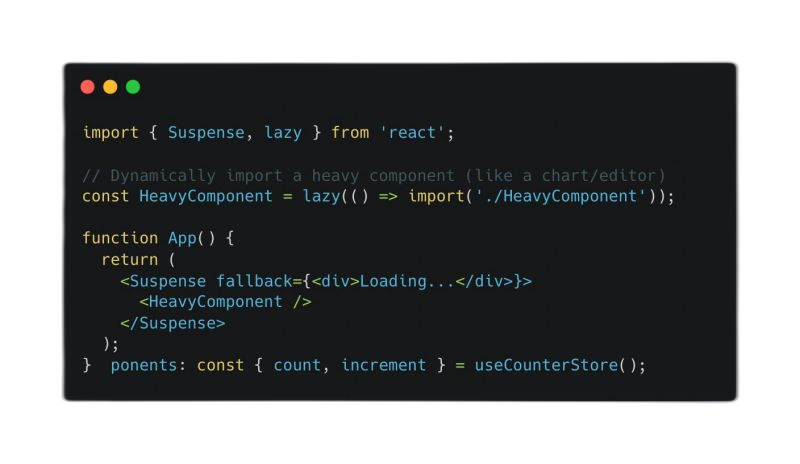 import { Suspense, lazy } from 'react';
// Dynamically import a heavy component (like a chart/editor)
const HeavyComponent = lazy(() => import('./HeavyComponent'));
function App() {
  return (
    <Suspense fallback={<div>Loading...</div>}>
      <HeavyComponent />
    </Suspense>
  );
}  ponents: const { count, increment } = useCounterStore();